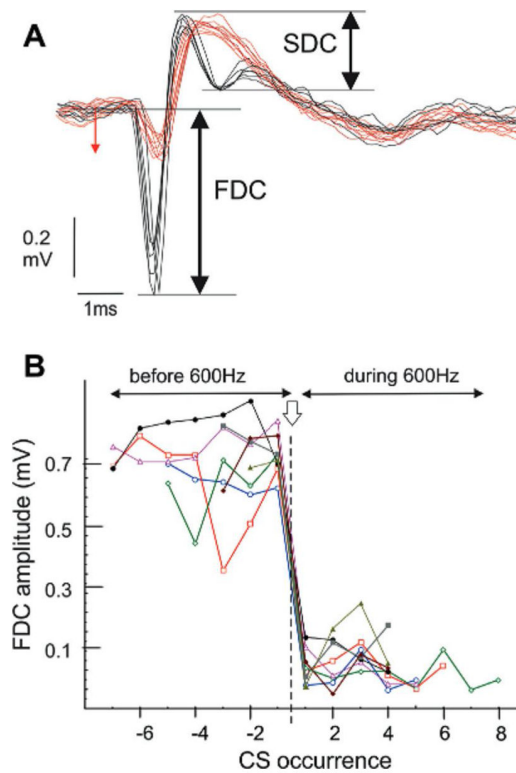 A
SDC
FDC
0.2
mV
1ms
B
before 600Hz
during 600Hz
FDC amplitude (mV)
0.7
0.5
0.3
0.1
-6 -4 -2 2 4 6 8
CS occurrence